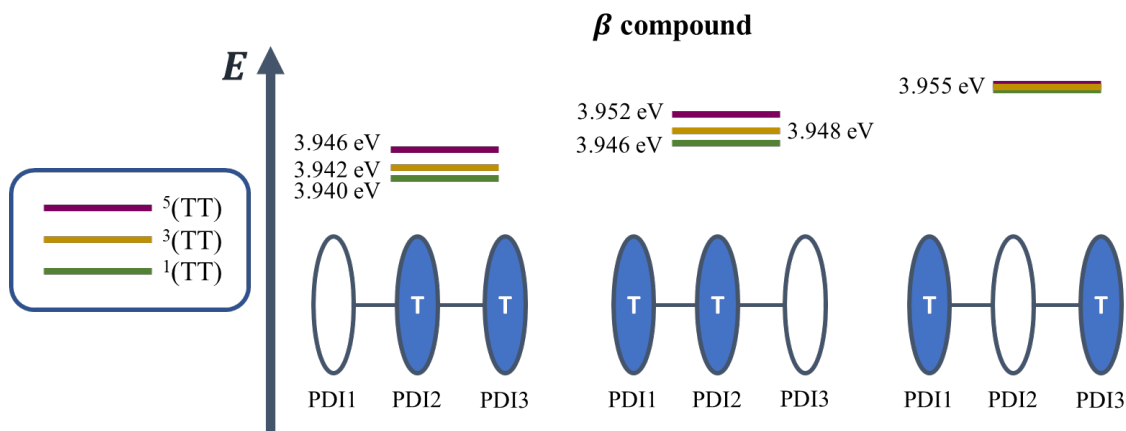 β compound
E
3.955 eV
3.952 eV
3.948 eV
3.946 eV
3.946 eV
3.942 eV
3.940 eV
⁵(TT)
³(TT)
¹(TT)
T T
T T
T T
PDI1 PDI2 PDI3
PDI1 PDI2 PDI3
PDI1 PDI2 PDI3